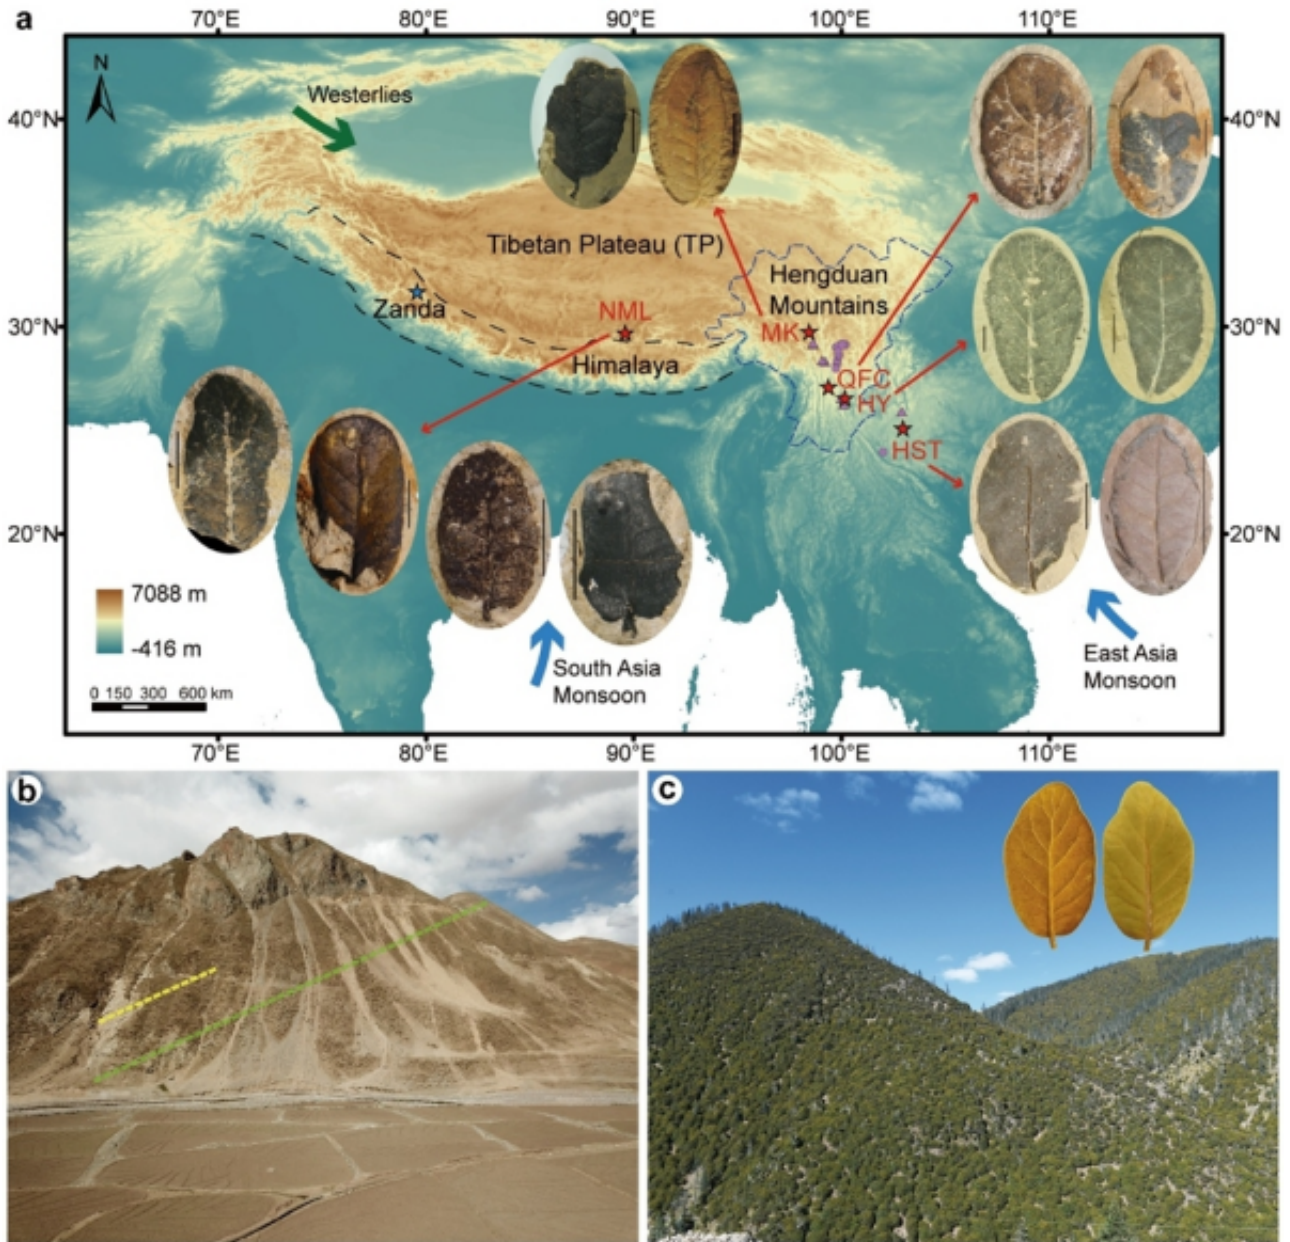 a
70°E 80°E 90°E 100°E 110°E
N
Westerlies
40°N 40°N
Tibetan Plateau (TP)
Hengduan
Mountains
Zanda
NML
30°N 30°N
MK
Himalaya
QFC
HY
HST
20°N 20°N
7088 m
-416 m
0 150 300 600 km
South Asia
Monsoon
East Asia
Monsoon
70°E 80°E 90°E 100°E 110°E
b c